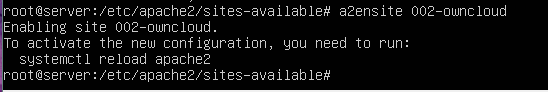 root@server:/etc/apache2/sites-available# a2ensite 002-owncloud
Enabling site 002-owncloud.
To activate the new configuration, you need to run:
  systemctl reload apache2
root@server:/etc/apache2/sites-available#